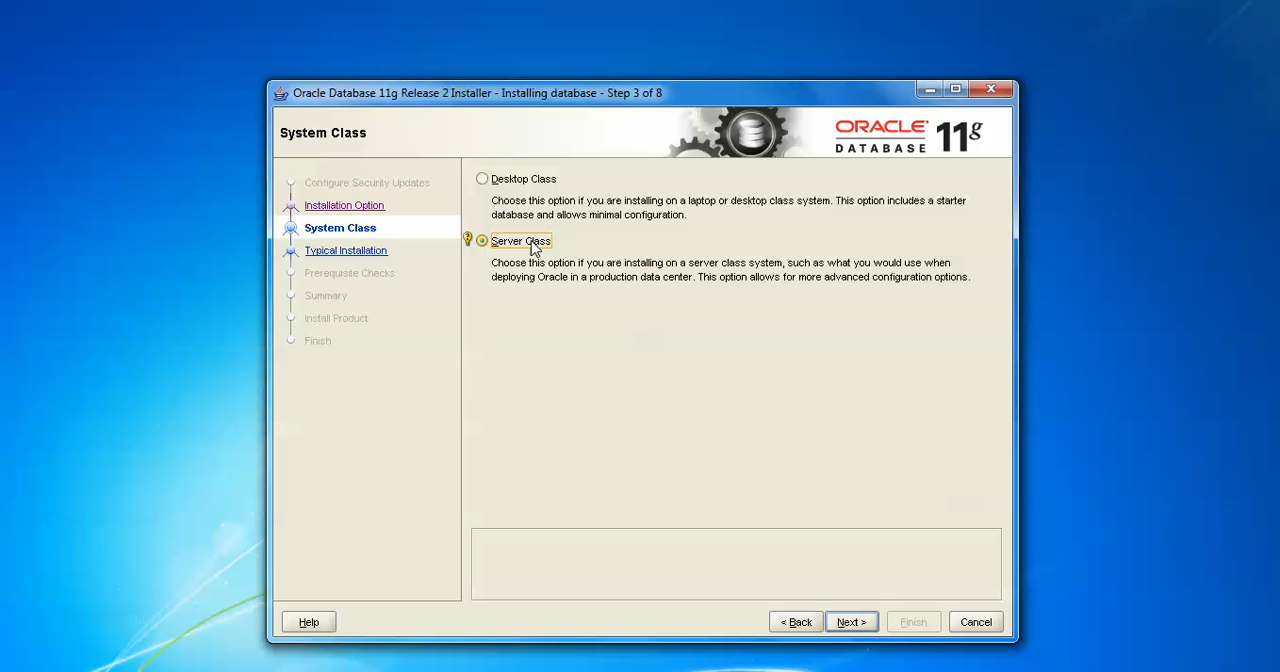 Oracle Database 11g Release 2 Installer - Installing database - Step 3 of 8
System Class
ORACLE
DATABASE
11g
Configure Security Updates
Installation Option
System Class
Typical Installation
Prerequisite Checks
Summary
Install Product
Finish
Desktop Class
Choose this option if you are installing on a laptop or desktop class system. This option includes a starter
database and allows minimal configuration.
Server Class
Choose this option if you are installing on a server class system, such as what you would use when
deploying Oracle in a production data center. This option allows for more advanced configuration options.
Help
< Back
Next >
Finish
Cancel